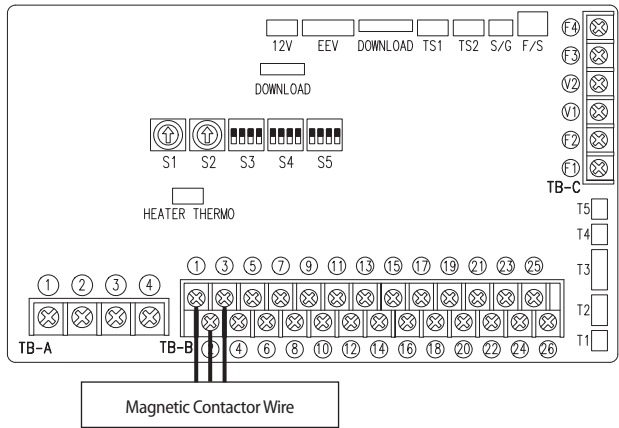 12V EEV DOWNLOAD TS1 TS2 S/G F/S
DOWNLOAD
F4
F3
V2
V1
F2
F1
TB-C
S1 S2 S3 S4 S5
HEATER THERMO
T5
T4
T3
T2
T1
1 2 3 4
TB-A
1 3 5 7 9 11 13 15 17 19 21 23 25
TB-B 2 4 6 8 10 12 14 16 18 20 22 24 26
Magnetic Contactor Wire